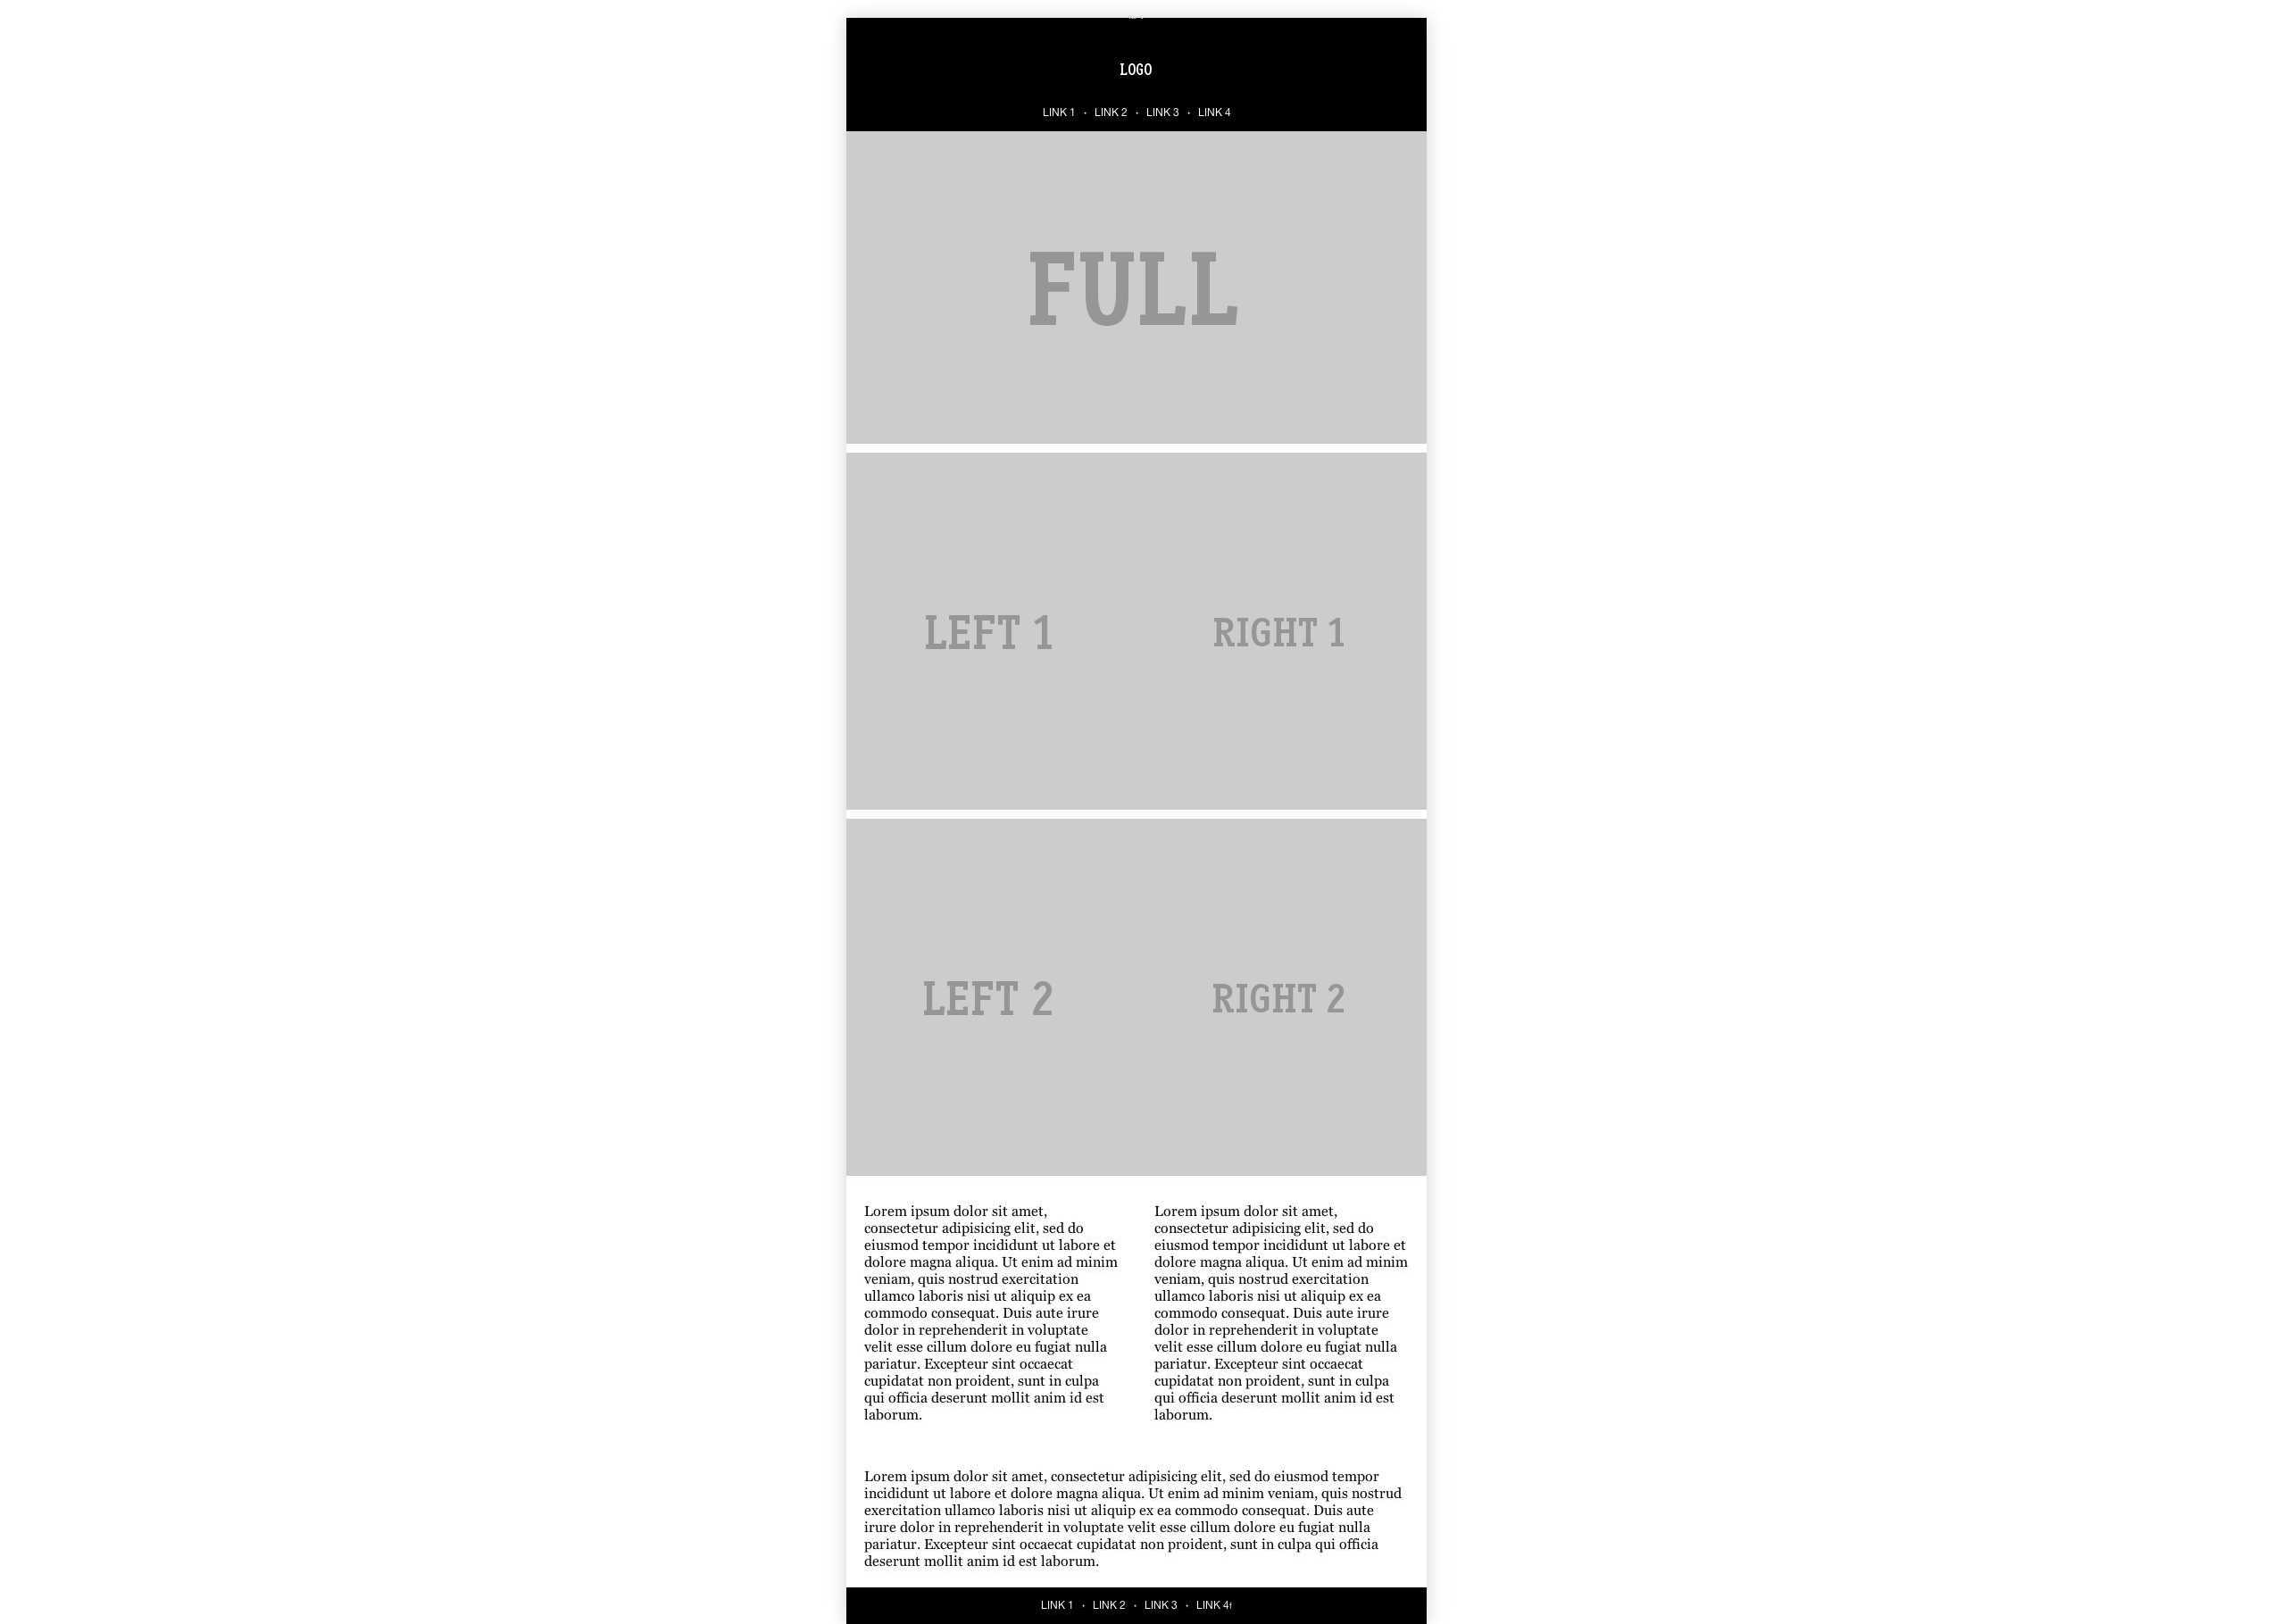 LOGO
LINK 1 · LINK 2 · LINK 3 · LINK 4
FULL
LEFT 1
RIGHT 1
LEFT 2
RIGHT 2
Lorem ipsum dolor sit amet,
consectetur adipisicing elit, sed do
eiusmod tempor incididunt ut labore et
dolore magna aliqua. Ut enim ad minim
veniam, quis nostrud exercitation
ullamco laboris nisi ut aliquip ex ea
commodo consequat. Duis aute irure
dolor in reprehenderit in voluptate
velit esse cillum dolore eu fugiat nulla
pariatur. Excepteur sint occaecat
cupidatat non proident, sunt in culpa
qui officia deserunt mollit anim id est
laborum.
Lorem ipsum dolor sit amet,
consectetur adipisicing elit, sed do
eiusmod tempor incididunt ut labore et
dolore magna aliqua. Ut enim ad minim
veniam, quis nostrud exercitation
ullamco laboris nisi ut aliquip ex ea
commodo consequat. Duis aute irure
dolor in reprehenderit in voluptate
velit esse cillum dolore eu fugiat nulla
pariatur. Excepteur sint occaecat
cupidatat non proident, sunt in culpa
qui officia deserunt mollit anim id est
laborum.
Lorem ipsum dolor sit amet, consectetur adipisicing elit, sed do eiusmod tempor
incididunt ut labore et dolore magna aliqua. Ut enim ad minim veniam, quis nostrud
exercitation ullamco laboris nisi ut aliquip ex ea commodo consequat. Duis aute
irure dolor in reprehenderit in voluptate velit esse cillum dolore eu fugiat nulla
pariatur. Excepteur sint occaecat cupidatat non proident, sunt in culpa qui officia
deserunt mollit anim id est laborum.
LINK 1 · LINK 2 · LINK 3 · LINK 4